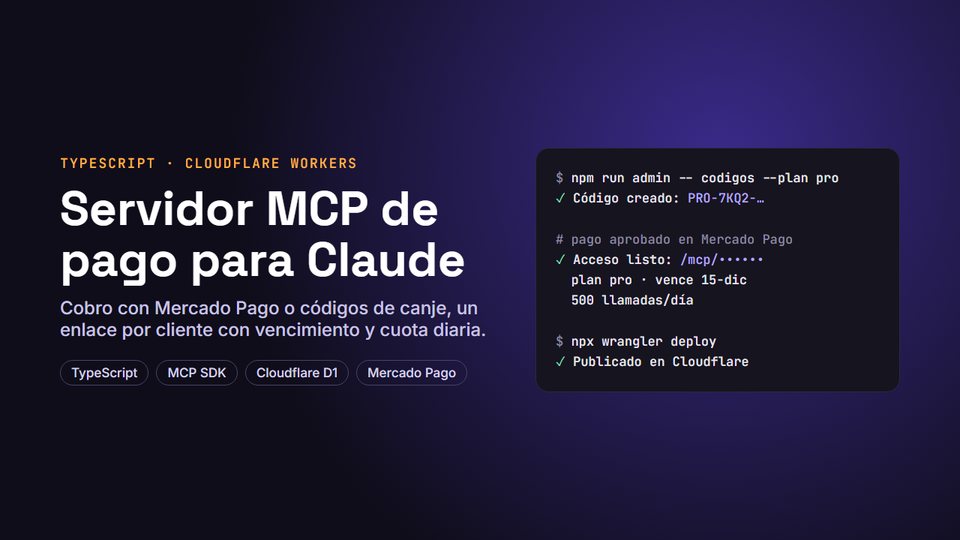 TYPESCRIPT · CLOUDFLARE WORKERS
Servidor MCP de
pago para Claude
Cobro con Mercado Pago o códigos de canje, un
enlace por cliente con vencimiento y cuota diaria.
TypeScript
MCP SDK
Cloudflare D1
Mercado Pago
$ npm run admin -- codigos --plan pro
✓ Código creado: PRO-7KQ2-…
# pago aprobado en Mercado Pago
✓ Acceso listo: /mcp/••••••
plan pro · vence 15-dic
500 llamadas/día
$ npx wrangler deploy
✓ Publicado en Cloudflare